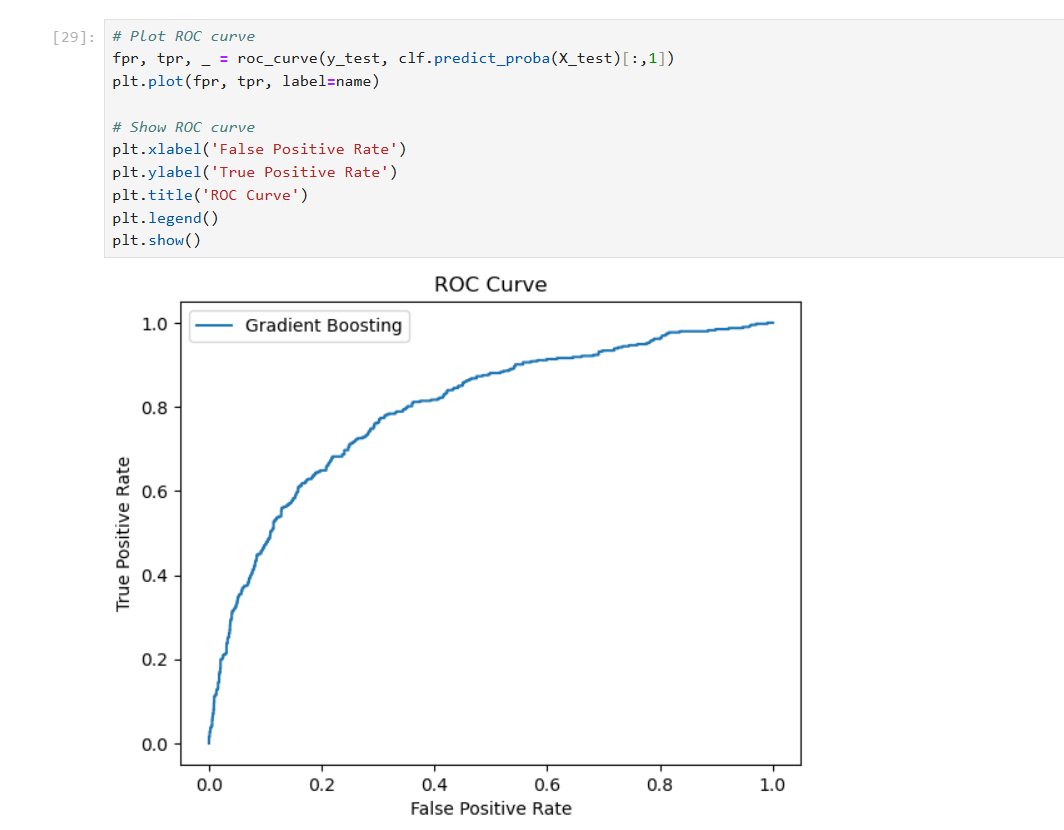 [29]:
# Plot ROC curve
fpr, tpr, _ = roc_curve(y_test, clf.predict_proba(X_test)[:,1])
plt.plot(fpr, tpr, label=name)
# Show ROC curve
plt.xlabel('False Positive Rate')
plt.ylabel('True Positive Rate')
plt.title('ROC Curve')
plt.legend()
plt.show()
ROC Curve
Gradient Boosting
True Positive Rate
1.0
0.8
0.6
0.4
0.2
0.0
0.0 0.2 0.4 0.6 0.8 1.0
False Positive Rate